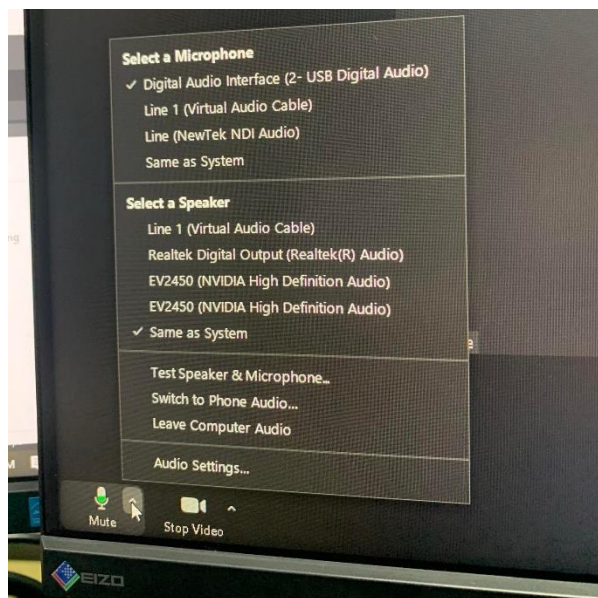 Select a Microphone
✓ Digital Audio Interface (2- USB Digital Audio)
Line 1 (Virtual Audio Cable)
Line (NewTek NDI Audio)
Same as System
Select a Speaker
Line 1 (Virtual Audio Cable)
Realtek Digital Output (Realtek(R) Audio)
EV2450 (NVIDIA High Definition Audio)
EV2450 (NVIDIA High Definition Audio)
✓ Same as System
Test Speaker & Microphone...
Switch to Phone Audio...
Leave Computer Audio
Audio Settings...
Mute
Stop Video
EIZO